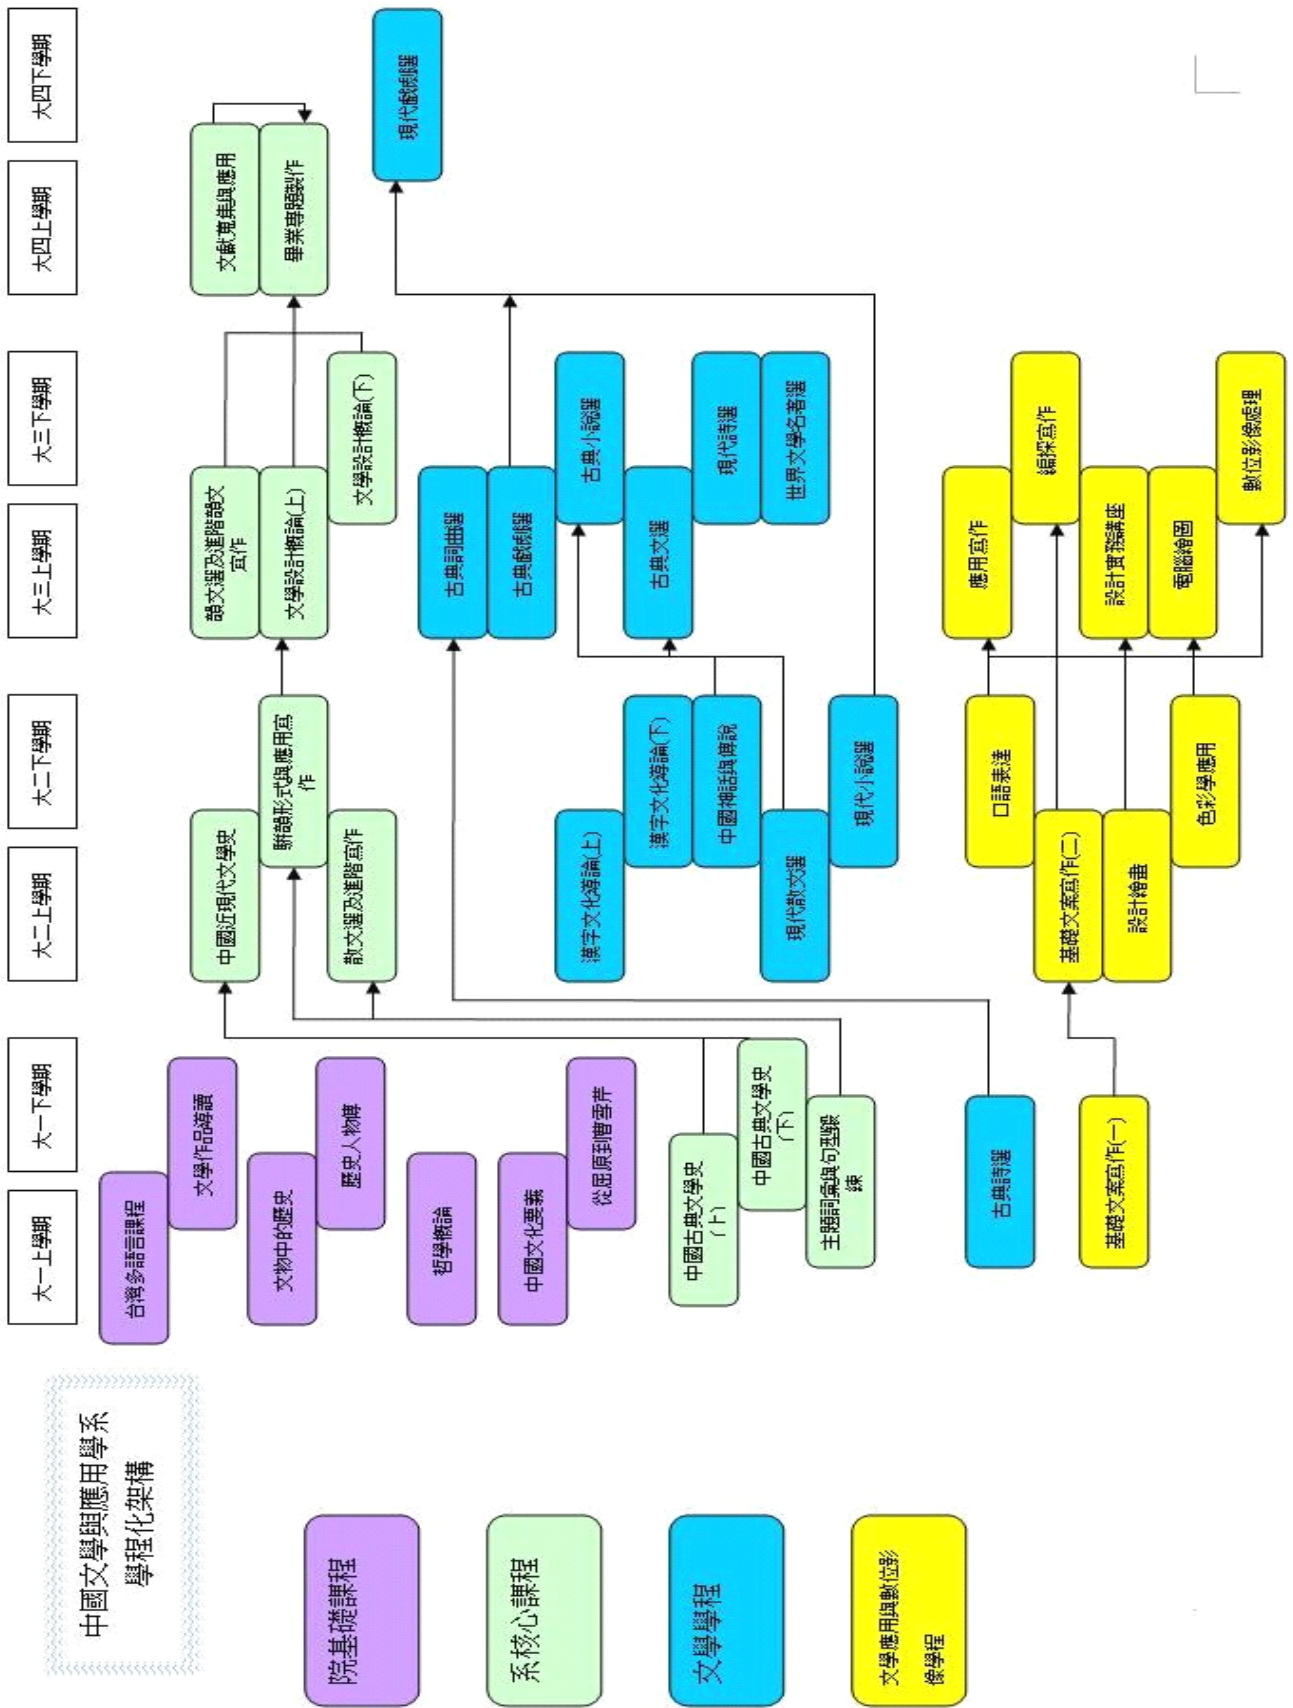 中國文學與應用學系
學程化架構
大一上學期
大一下學期
大二上學期
大二下學期
大三上學期
大三下學期
大四上學期
大四下學期
院基礎課程
系核心課程
文學學程
文學應用與數位影
像學程
台灣多語言課程
文學作品導讀
文物中的歷史
歷史人物傳
哲學概論
中國文化要義
從屈原到曹雪芹
中國古典文學史
(上)
中國古典文學史
(下)
主題詞彙與句型鍛
練
中國近現代文學史
駢韻形式與應用寫
作
散文選及進階寫作
韻文選及進階韻文
寫作
文學設計概論(上)
文學設計概論(下)
文獻蒐集與應用
畢業專題製作
古典詩選
漢字文化導論(上)
漢字文化導論(下)
中國神話與傳說
現代散文選
現代小說選
古典詞曲選
古典戲劇選
古典小說選
古典文選
現代詩選
世界文學名著選
現代戲劇選
基礎文案寫作(一)
口語表達
基礎文案寫作(二)
設計繪畫
色彩學應用
應用寫作
編採寫作
設計實務講座
電腦繪圖
數位影像處理